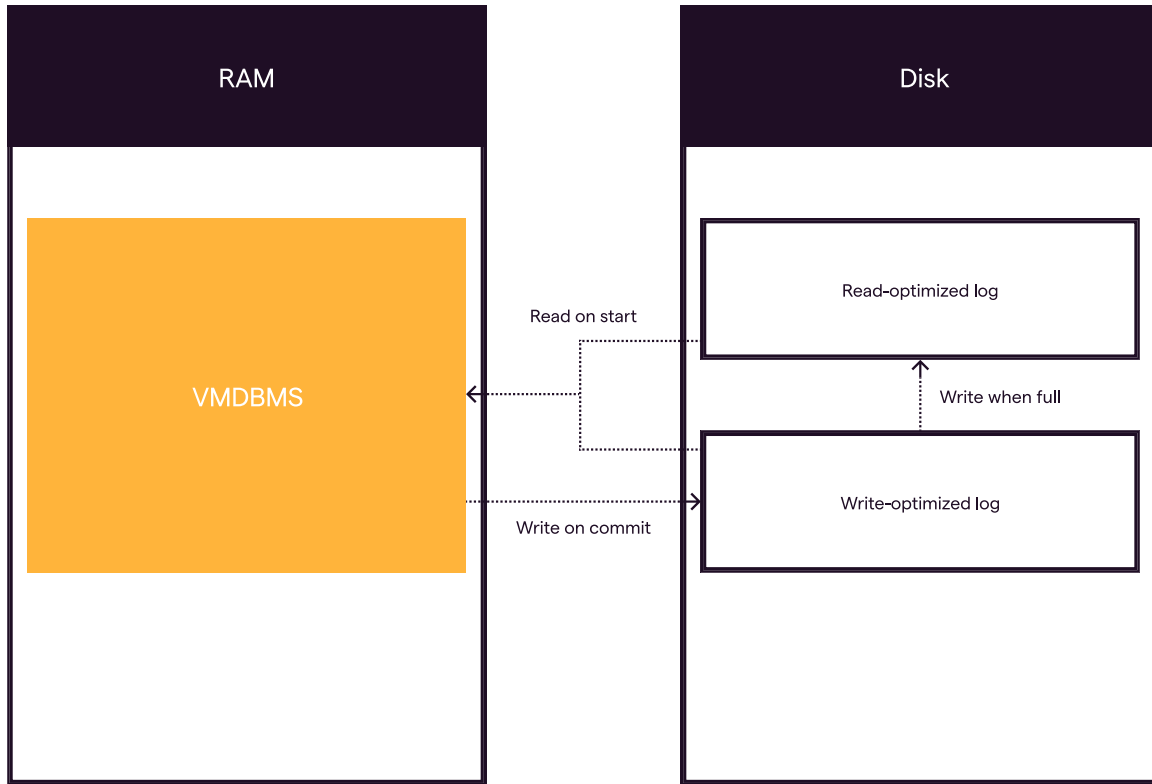 RAM
Disk
Read-optimized log
Read on start
VMDBMS
Write when full
Write-optimized log
Write on commit